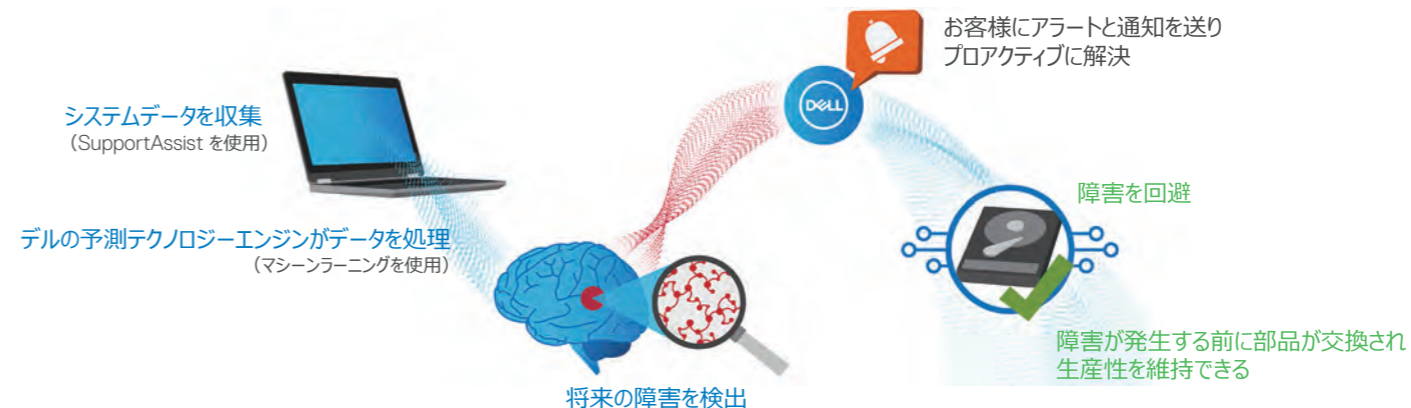 システムデータを収集
（SupportAssist を使用）
デルの予測テクノロジーエンジンがデータを処理
（マシーンラーニングを使用）
将来の障害を検出
DELL
お客様にアラートと通知を送り
プロアクティブに解決
障害を回避
障害が発生する前に部品が交換され
生産性を維持できる